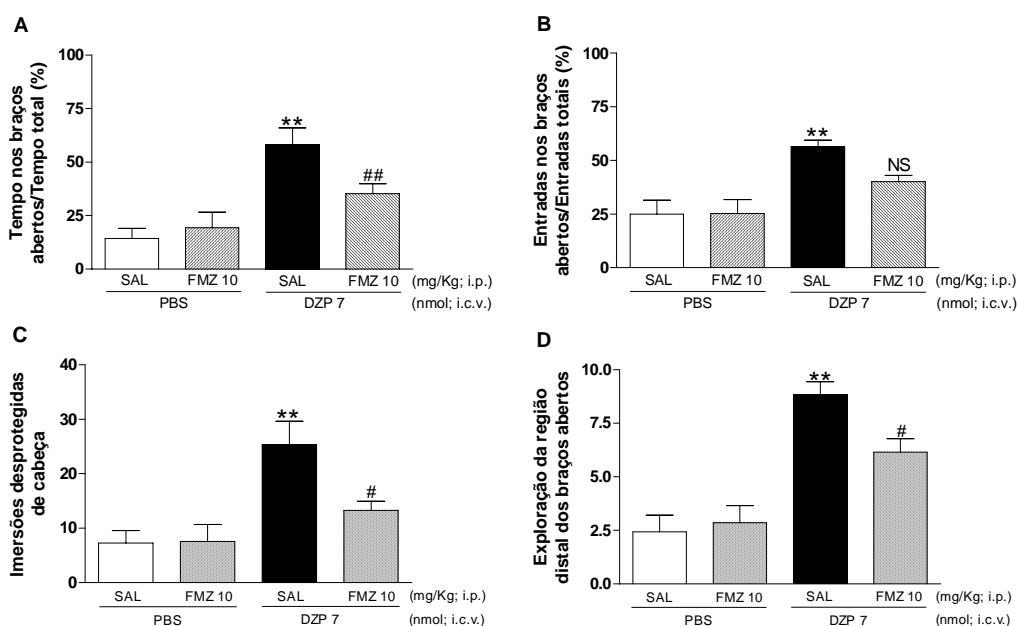 A
Tempo nos braços
abertos/Tempo total (%)
100
75
50
25
0
**
##
SAL FMZ 10 SAL FMZ 10 (mg/Kg; i.p.)
PBS DZP 7 (nmol; i.c.v.)
B
Entradas nos braços
abertos/Entradas totais (%)
100
75
50
25
0
**
NS
SAL FMZ 10 SAL FMZ 10 (mg/Kg; i.p.)
PBS DZP 7 (nmol; i.c.v.)
C
Imersões desprotegidas
de cabeça
40
30
20
10
0
**
#
SAL FMZ 10 SAL FMZ 10 (mg/Kg; i.p.)
PBS DZP 7 (nmol; i.c.v.)
D
Exploração da região
distal dos braços abertos
10.0
7.5
5.0
2.5
0.0
**
#
SAL FMZ 10 SAL FMZ 10 (mg/Kg; i.p.)
PBS DZP 7 (nmol; i.c.v.)